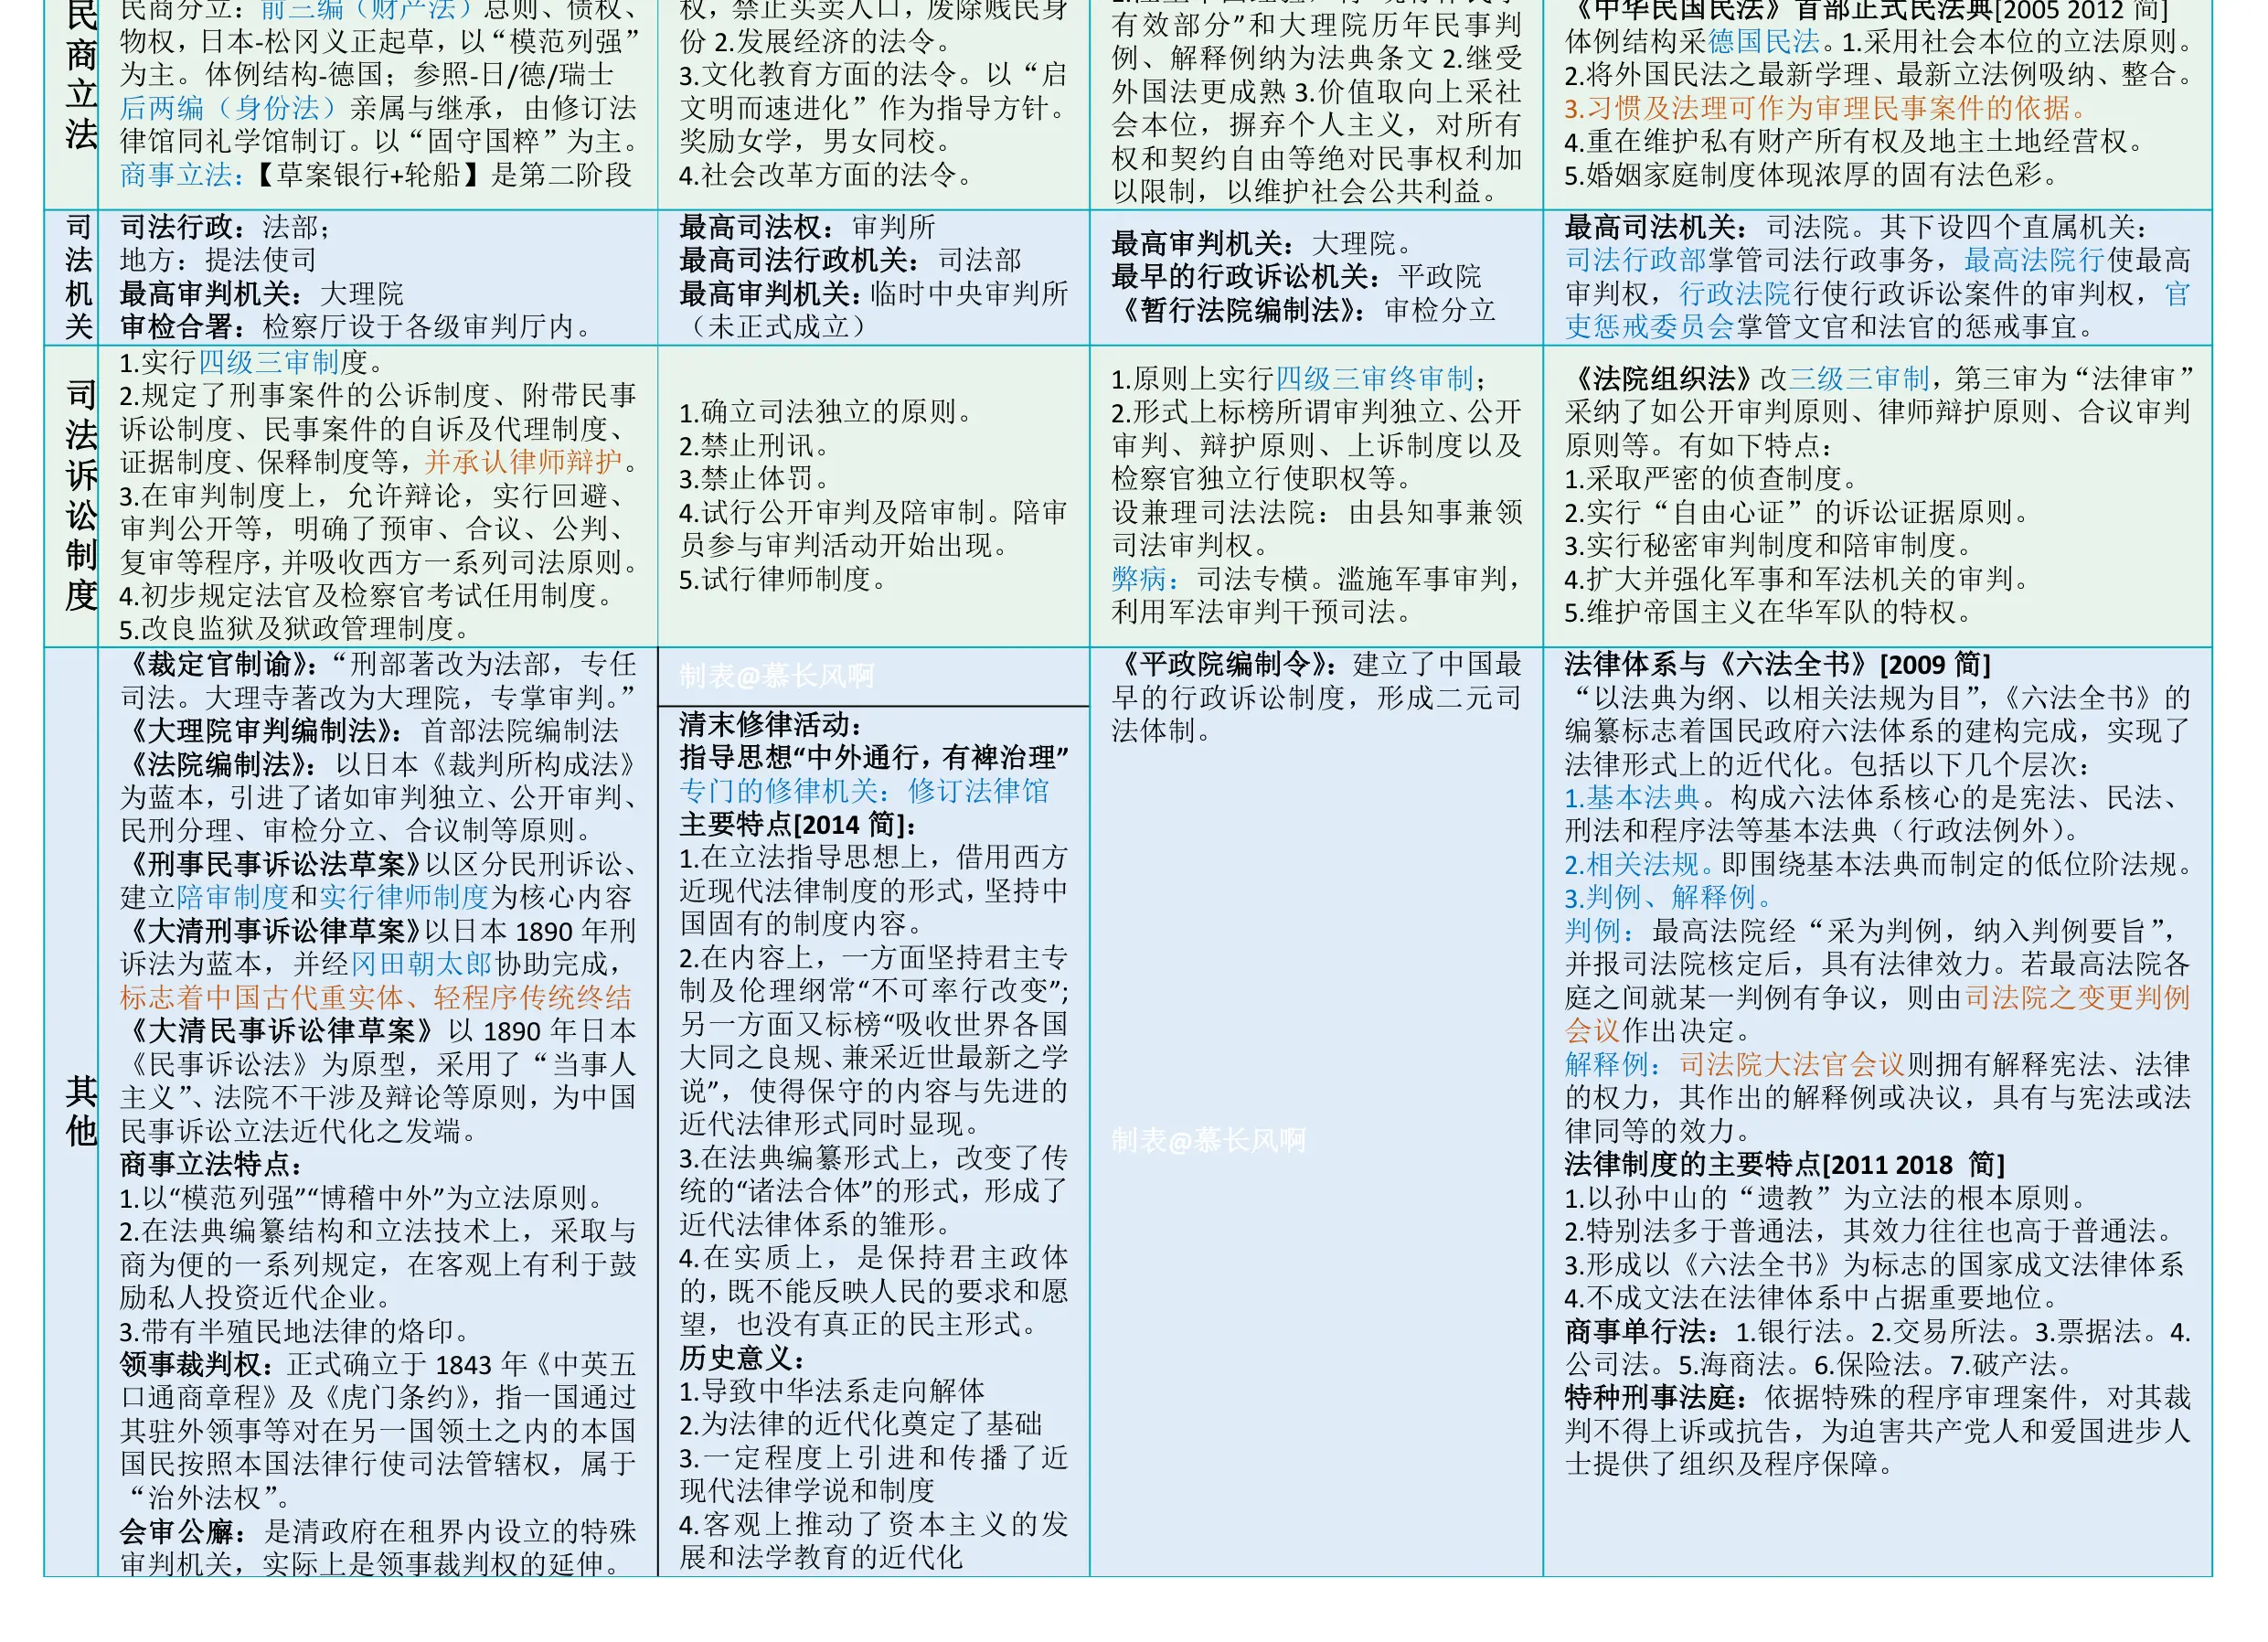 民
商
立
法
民商分立：前三编（财产法）总则、债权、
物权，日本-松冈义正起草，以“模范列强”
为主。体例结构-德国；参照-日/德/瑞士
后两编（身份法）亲属与继承，由修订法
律馆同礼学馆制订。以“固守国粹”为主。
商事立法：【草案银行+轮船】是第二阶段
权，禁止买卖人口，废除贱民身
份 2.发展经济的法令。
3.文化教育方面的法令。以“启
文明而速进化”作为指导方针。
奖励女学，男女同校。
4.社会改革方面的法令。
有效部分”和大理院历年民事判
例、解释例纳为法典条文 2.继受
外国法更成熟 3.价值取向上采社
会本位，摒弃个人主义，对所有
权和契约自由等绝对民事权利加
以限制，以维护社会公共利益。
《中华民国民法》首部正式民法典[2005 2012 简]
体例结构采德国民法。1.采用社会本位的立法原则。
2.将外国民法之最新学理、最新立法例吸纳、整合。
3.习惯及法理可作为审理民事案件的依据。
4.重在维护私有财产所有权及地主土地经营权。
5.婚姻家庭制度体现浓厚的固有法色彩。
司
法
机
关
司法行政：法部；
地方：提法使司
最高审判机关：大理院
审检合署：检察厅设于各级审判厅内。
最高司法权：审判所
最高司法行政机关：司法部
最高审判机关：临时中央审判所
（未正式成立）
最高审判机关：大理院。
最早的行政诉讼机关：平政院
《暂行法院编制法》：审检分立
最高司法机关：司法院。其下设四个直属机关：
司法行政部掌管司法行政事务，最高法院行使最高
审判权，行政法院行使行政诉讼案件的审判权，官
吏惩戒委员会掌管文官和法官的惩戒事宜。
司
法
诉
讼
制
度
1.实行四级三审制度。
2.规定了刑事案件的公诉制度、附带民事
诉讼制度、民事案件的自诉及代理制度、
证据制度、保释制度等，并承认律师辩护。
3.在审判制度上，允许辩论，实行回避、
审判公开等，明确了预审、合议、公判、
复审等程序，并吸收西方一系列司法原则。
4.初步规定法官及检察官考试任用制度。
5.改良监狱及狱政管理制度。
1.确立司法独立的原则。
2.禁止刑讯。
3.禁止体罚。
4.试行公开审判及陪审制。陪审
员参与审判活动开始出现。
5.试行律师制度。
1.原则上实行四级三审终审制；
2.形式上标榜所谓审判独立、公开
审判、辩护原则、上诉制度以及
检察官独立行使职权等。
设兼理司法法院：由县知事兼领
司法审判权。
弊病：司法专横。滥施军事审判，
利用军法审判干预司法。
《法院组织法》改三级三审制，第三审为“法律审”
采纳了如公开审判原则、律师辩护原则、合议审判
原则等。有如下特点：
1.采取严密的侦查制度。
2.实行“自由心证”的诉讼证据原则。
3.实行秘密审判制度和陪审制度。
4.扩大并强化军事和军法机关的审判。
5.维护帝国主义在华军队的特权。
其
他
《裁定官制谕》：“刑部著改为法部，专任
司法。大理寺著改为大理院，专掌审判。”
《大理院审判编制法》：首部法院编制法
《法院编制法》：以日本《裁判所构成法》
为蓝本，引进了诸如审判独立、公开审判、
民刑分理、审检分立、合议制等原则。
《刑事民事诉讼法草案》以区分民刑诉讼、
建立陪审制度和实行律师制度为核心内容
《大清刑事诉讼律草案》以日本 1890 年刑
诉法为蓝本，并经冈田朝太郎协助完成，
标志着中国古代重实体、轻程序传统终结
《大清民事诉讼律草案》以 1890 年日本
《民事诉讼法》为原型，采用了“当事人
主义”、法院不干涉及辩论等原则，为中国
民事诉讼立法近代化之发端。
商事立法特点：
1.以“模范列强”“博稽中外”为立法原则。
2.在法典编纂结构和立法技术上，采取与
商为便的一系列规定，在客观上有利于鼓
励私人投资近代企业。
3.带有半殖民地法律的烙印。
领事裁判权：正式确立于 1843 年《中英五
口通商章程》及《虎门条约》，指一国通过
其驻外领事等对在另一国领土之内的本国
国民按照本国法律行使司法管辖权，属于
“治外法权”。
会审公廨：是清政府在租界内设立的特殊
审判机关，实际上是领事裁判权的延伸。
制表@慕长风啊
清末修律活动：
指导思想“中外通行，有裨治理”
专门的修律机关：修订法律馆
主要特点[2014 简]：
1.在立法指导思想上，借用西方
近现代法律制度的形式，坚持中
国固有的制度内容。
2.在内容上，一方面坚持君主专
制及伦理纲常“不可率行改变”；
另一方面又标榜“吸收世界各国
大同之良规、兼采近世最新之学
说”，使得保守的内容与先进的
近代法律形式同时显现。
3.在法典编纂形式上，改变了传
统的“诸法合体”的形式，形成了
近代法律体系的雏形。
4.在实质上，是保持君主政体
的，既不能反映人民的要求和愿
望，也没有真正的民主形式。
历史意义：
1.导致中华法系走向解体
2.为法律的近代化奠定了基础
3.一定程度上引进和传播了近
现代法律学说和制度
4.客观上推动了资本主义的发
展和法学教育的近代化
《平政院编制令》：建立了中国最
早的行政诉讼制度，形成二元司
法体制。
制表@慕长风啊
法律体系与《六法全书》[2009 简]
“以法典为纲、以相关法规为目”，《六法全书》的
编纂标志着国民政府六法体系的建构完成，实现了
法律形式上的近代化。包括以下几个层次：
1.基本法典。构成六法体系核心的是宪法、民法、
刑法和程序法等基本法典（行政法例外）。
2.相关法规。即围绕基本法典而制定的低位阶法规。
3.判例、解释例。
判例：最高法院经“采为判例，纳入判例要旨”，
并报司法院核定后，具有法律效力。若最高法院各
庭之间就某一判例有争议，则由司法院之变更判例
会议作出决定。
解释例：司法院大法官会议则拥有解释宪法、法律
的权力，其作出的解释例或决议，具有与宪法或法
律同等的效力。
法律制度的主要特点[2011 2018 简]
1.以孙中山的“遗教”为立法的根本原则。
2.特别法多于普通法，其效力往往也高于普通法。
3.形成以《六法全书》为标志的国家成文法律体系
4.不成文法在法律体系中占据重要地位。
商事单行法：1.银行法。2.交易所法。3.票据法。4.
公司法。5.海商法。6.保险法。7.破产法。
特种刑事法庭：依据特殊的程序审理案件，对其裁
判不得上诉或抗告，为迫害共产党人和爱国进步人
士提供了组织及程序保障。